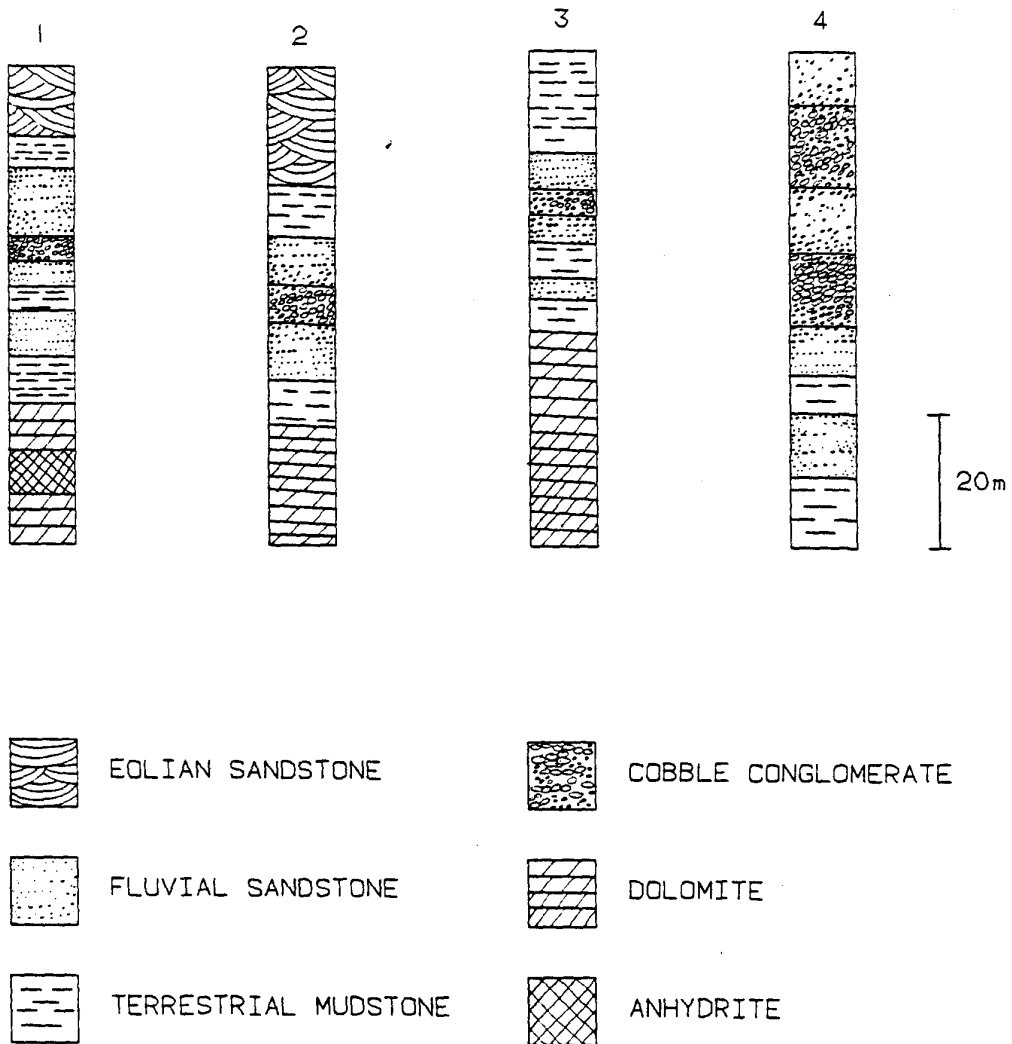 1 2 3 4
20m
EOLIAN SANDSTONE
COBBLE CONGLOMERATE
FLUVIAL SANDSTONE
DOLOMITE
TERRESTRIAL MUDSTONE
ANHYDRITE